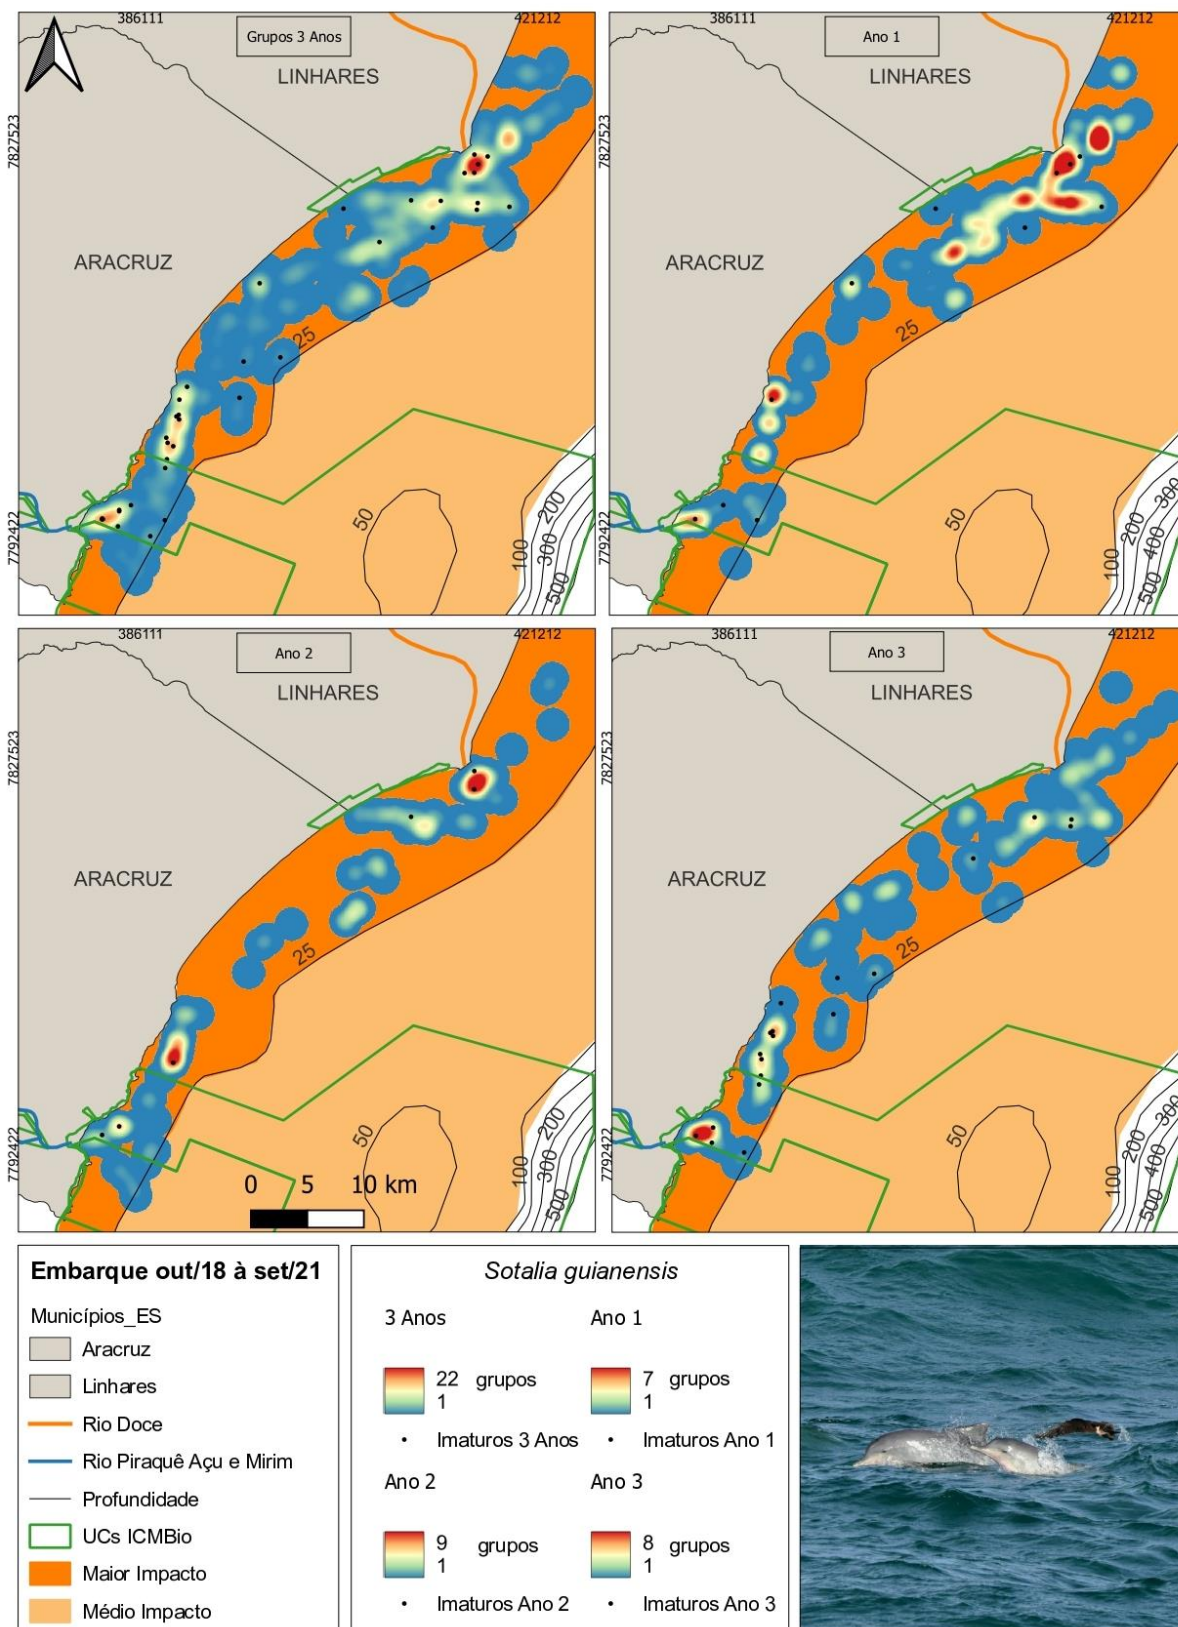 386111
421212
Grupos 3 Anos
LINHARES
7827523
ARACRUZ
25
7792422
50
100
200
300
500
386111
421212
Ano 1
LINHARES
7827523
ARACRUZ
25
7792422
50
100
200
300
400
500
386111
421212
Ano 2
LINHARES
7827523
ARACRUZ
25
7792422
50
100
200
300
500
0 5 10 km
386111
421212
Ano 3
LINHARES
7827523
ARACRUZ
25
7792422
50
100
200
300
400
500
Embarque out/18 à set/21
Municípios_ES
Aracruz
Linhares
Rio Doce
Rio Piraquê Açu e Mirim
Profundidade
UCs ICMBio
Maior Impacto
Médio Impacto
Sotalia guianensis
3 Anos
22 grupos
1
• Imaturos 3 Anos
Ano 1
7 grupos
1
• Imaturos Ano 1
Ano 2
9 grupos
1
• Imaturos Ano 2
Ano 3
8 grupos
1
• Imaturos Ano 3